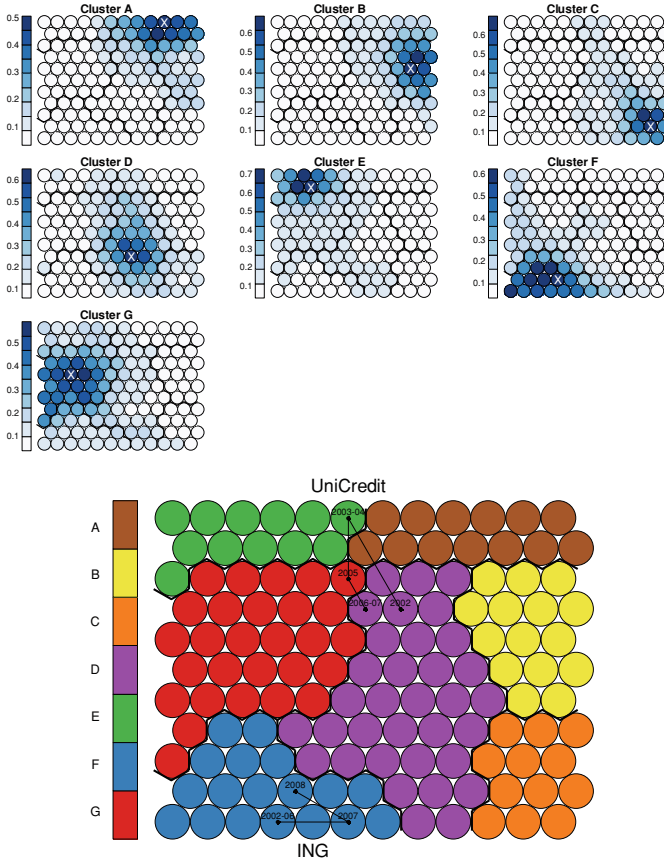 Cluster A
Cluster B
Cluster C
0.5
0.4
0.3
0.2
0.1
X
0.6
0.5
0.4
0.3
0.2
0.1
X
0.6
0.5
0.4
0.3
0.2
0.1
X
Cluster D
Cluster E
Cluster F
0.6
0.5
0.4
0.3
0.2
0.1
X
0.7
0.6
0.5
0.4
0.3
0.2
0.1
X
0.6
0.5
0.4
0.3
0.2
0.1
X
Cluster G
0.5
0.4
0.3
0.2
0.1
X
UniCredit
A
B
C
D
E
F
G
2003-04
2005
2006-07
2002
2008
2002-06
2007
ING